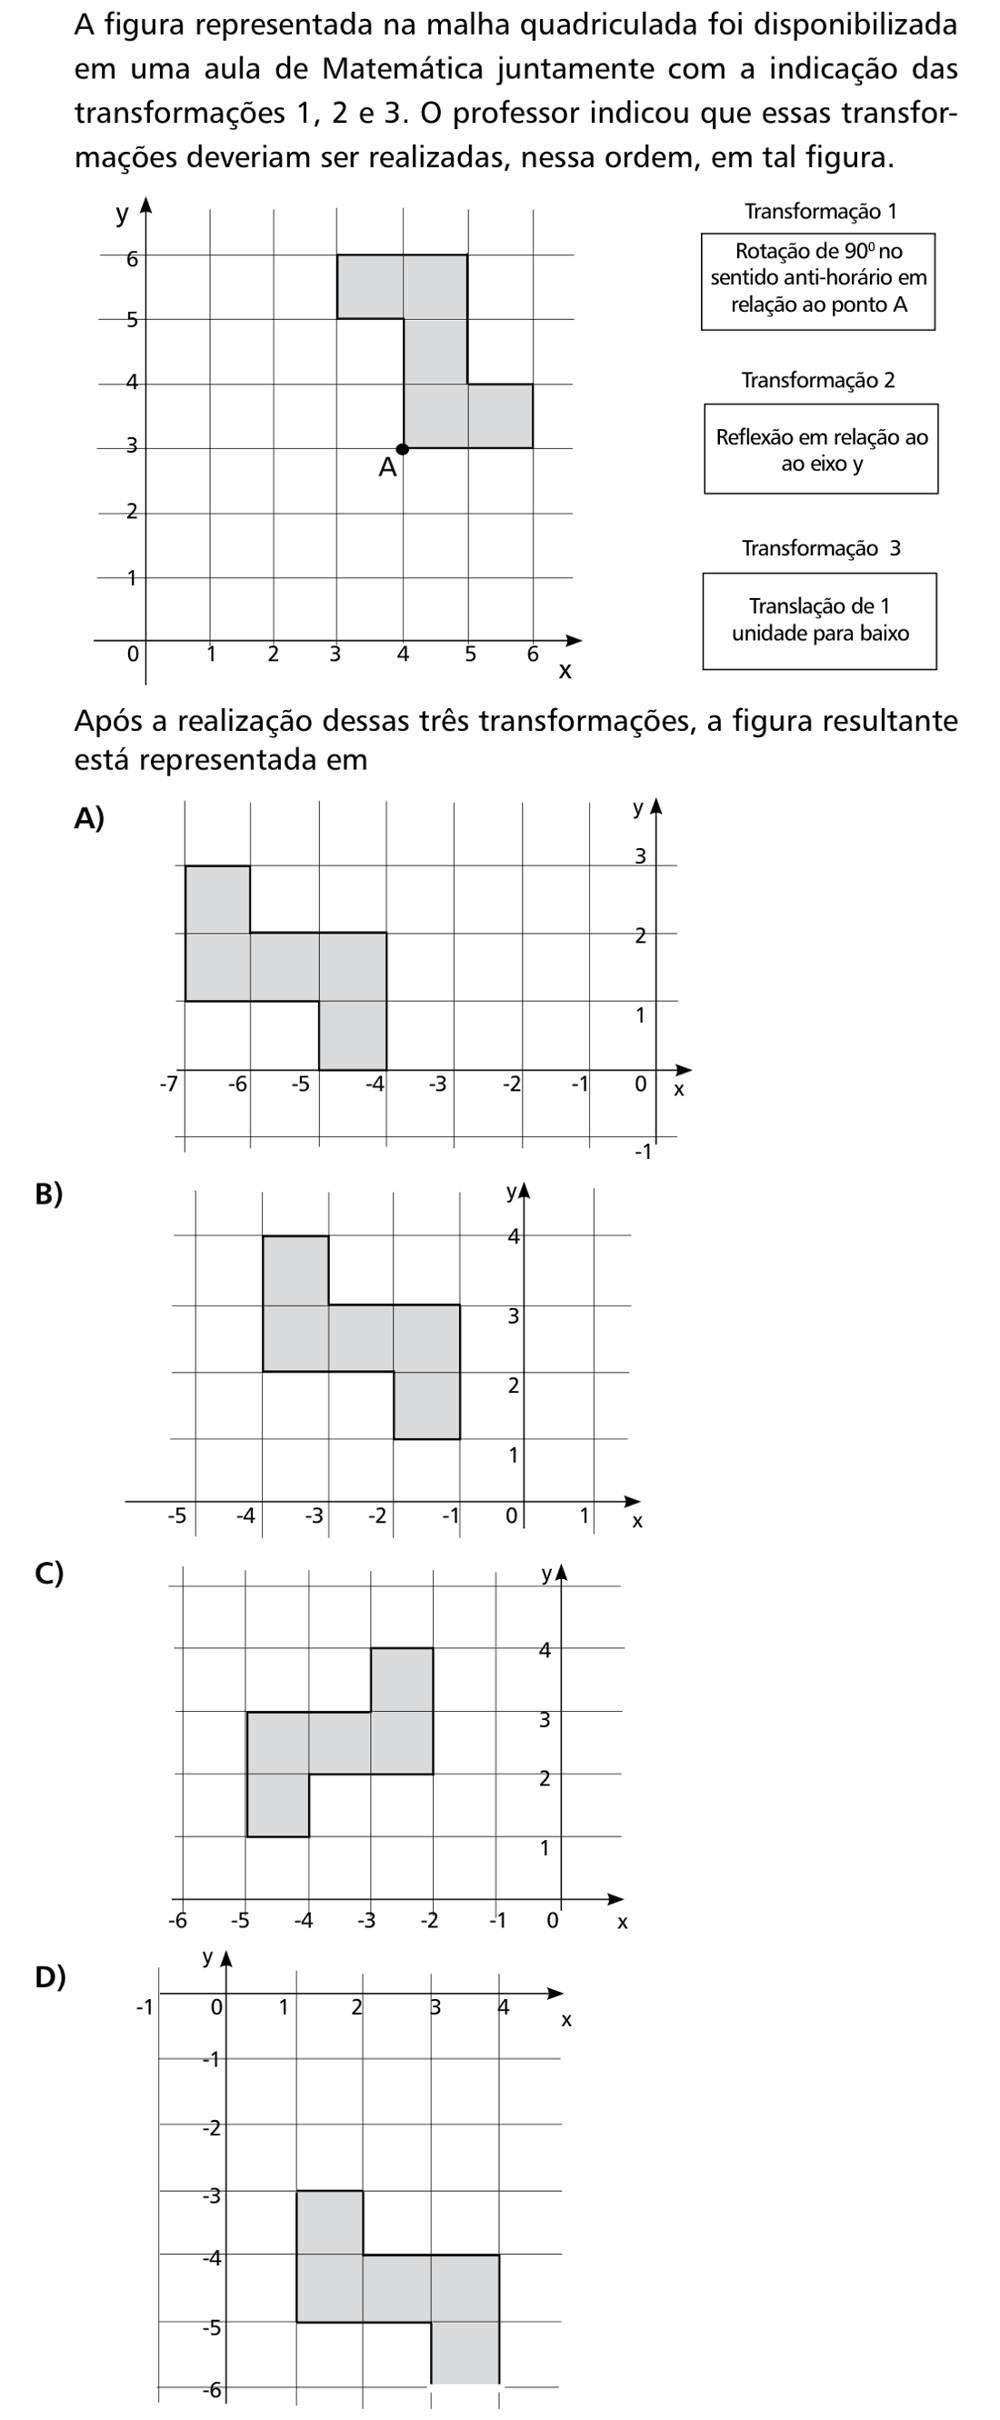 A figura representada na malha quadriculada foi disponibilizada
em uma aula de Matemática juntamente com a indicação das
transformações 1, 2 e 3. O professor indicou que essas transfor-
mações deveriam ser realizadas, nessa ordem, em tal figura.
y
6
5
4
3
A
2
1
0 1 2 3 4 5 6
x
Transformação 1
Rotação de 90⁰ no
sentido anti-horário em
relação ao ponto A
Transformação 2
Reflexão em relação ao
ao eixo y
Transformação 3
Translação de 1
unidade para baixo
Após a realização dessas três transformações, a figura resultante
está representada em
A)
y
3
2
1
-7 -6 -5 -4 -3 -2 -1 0 x
-1
B)
y
4
3
2
1
-5 -4 -3 -2 -1 0 1 x
C)
y
4
3
2
1
-6 -5 -4 -3 -2 -1 0 x
D)
y
-1 0 1 2 3 4
x
-1
-2
-3
-4
-5
-6